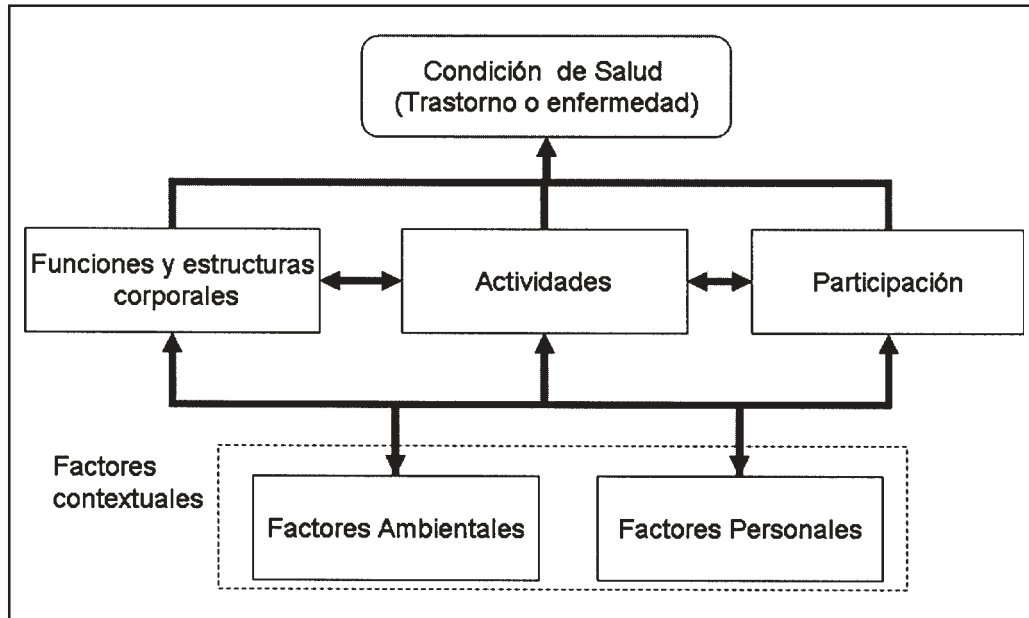 Condición de Salud
(Trastorno o enfermedad)
Funciones y estructuras
corporales
Actividades
Participación
Factores
contextuales
Factores Ambientales
Factores Personales